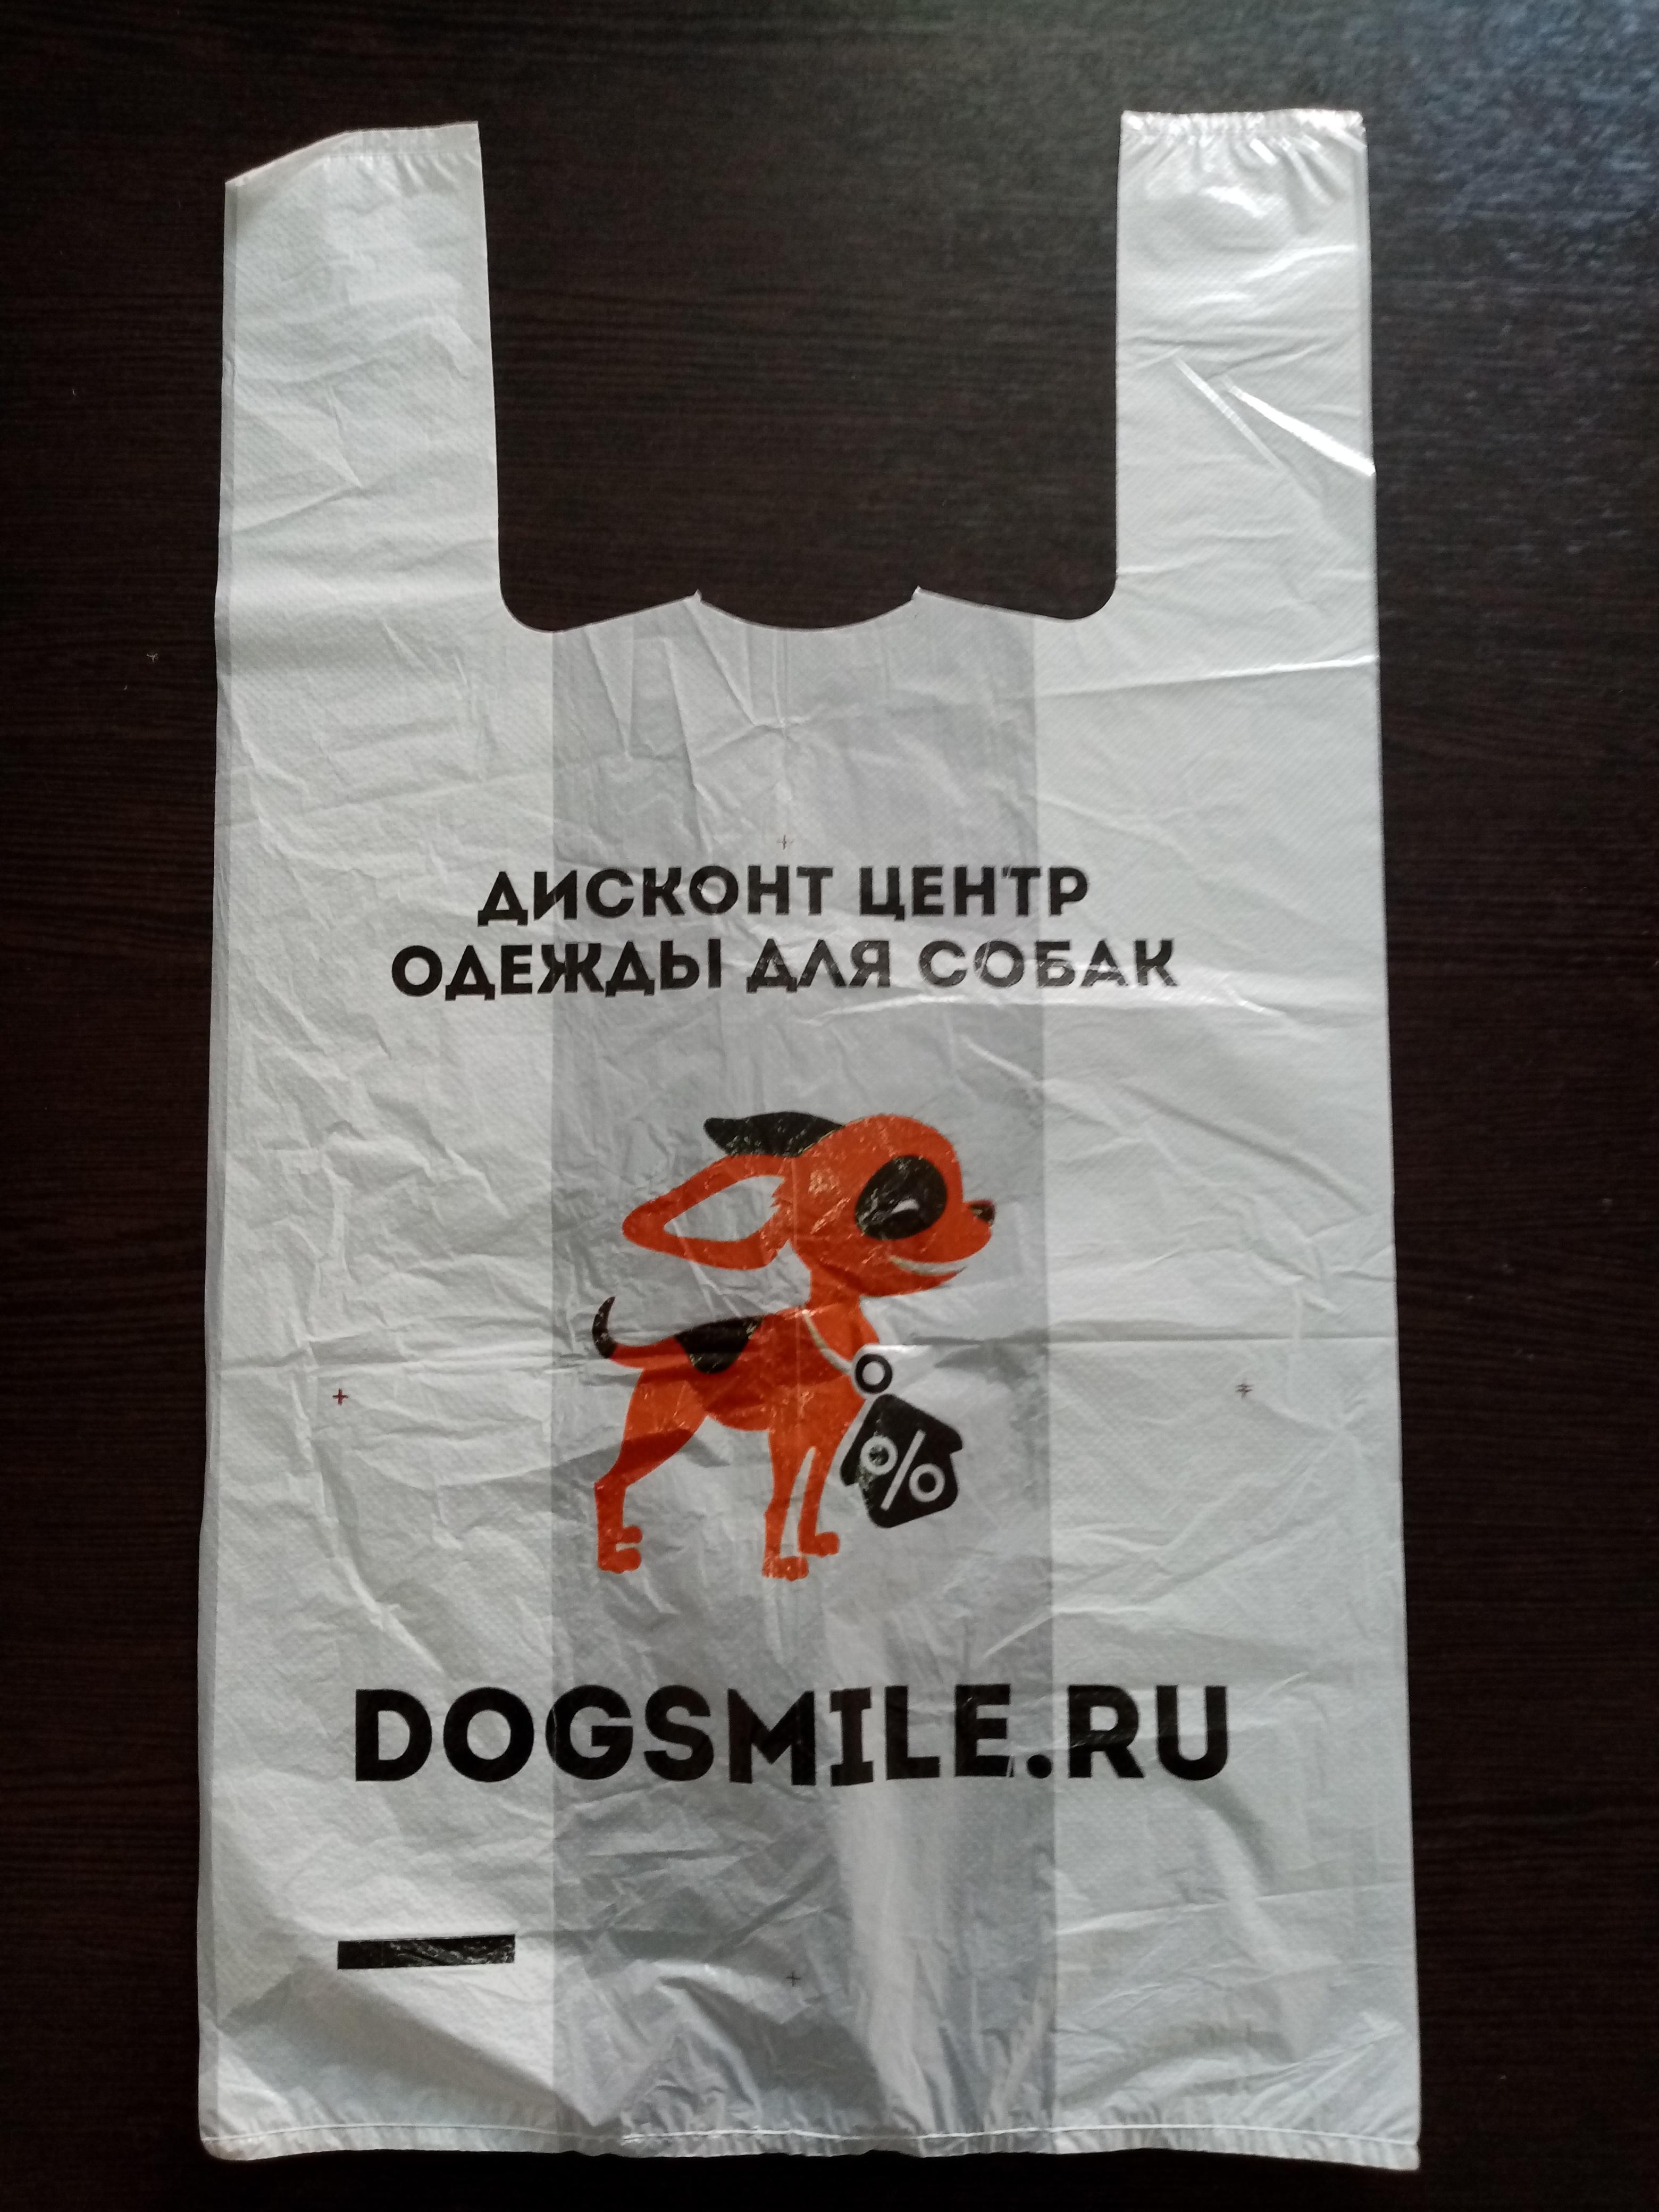 ДИСКОНТ ЦЕНТР
ОДЕЖДЫ ДЛЯ СОБАК
%
DOGSMILE.RU